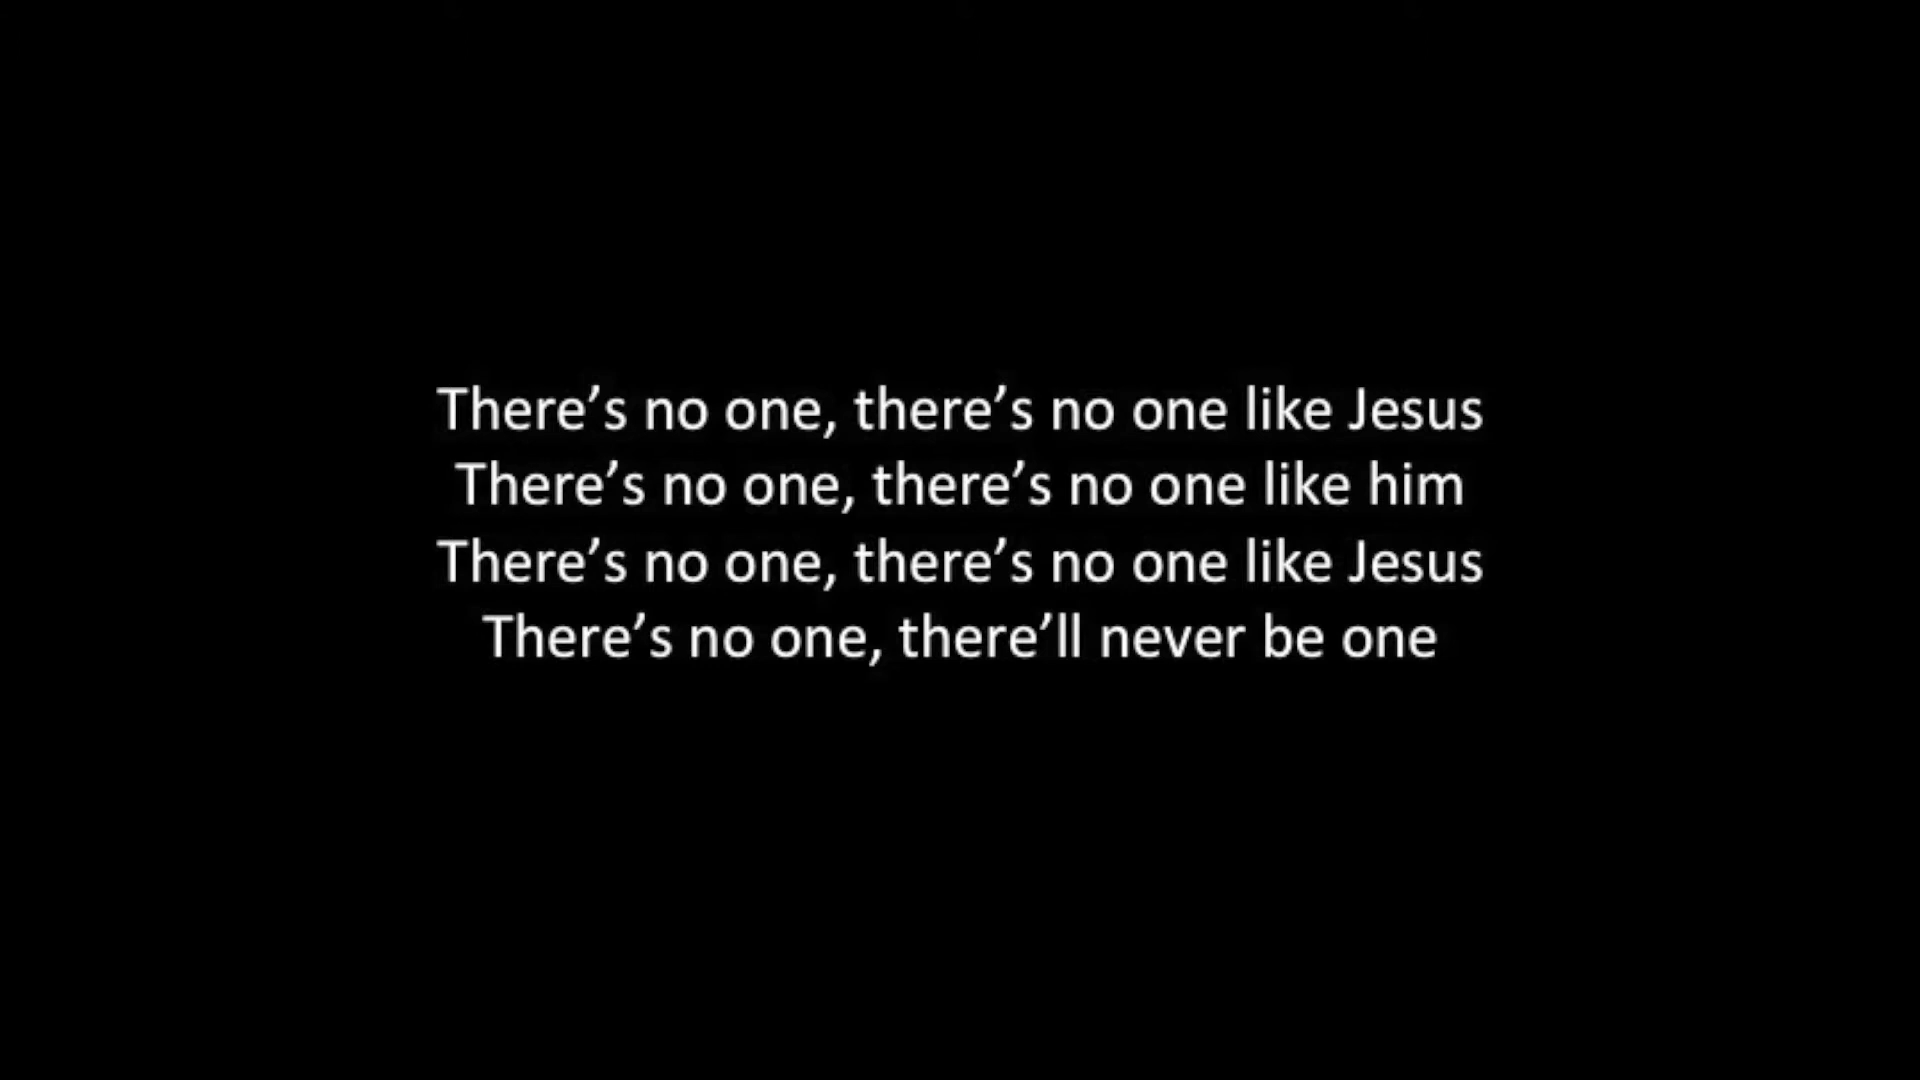 There’s no one, there’s no one like Jesus
There’s no one, there’s no one like him
There’s no one, there’s no one like Jesus
There’s no one, there’ll never be one